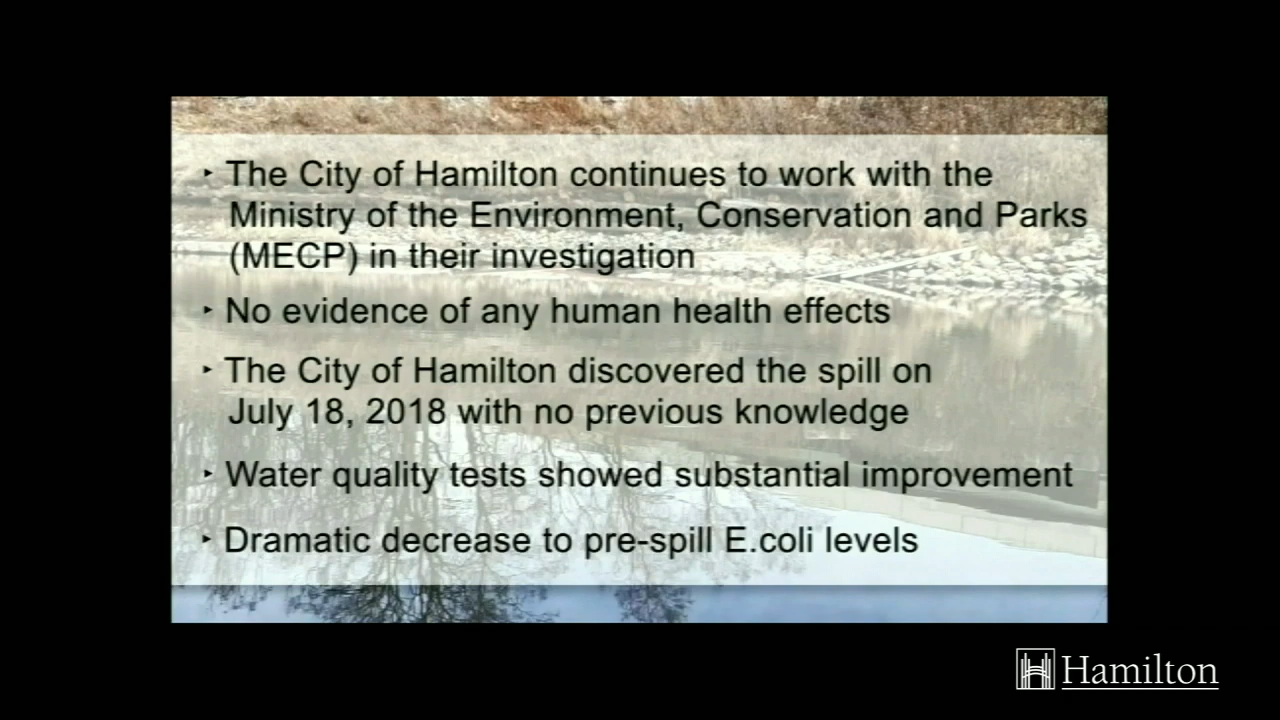 ‣ The City of Hamilton continues to work with the
Ministry of the Environment, Conservation and Parks
(MECP) in their investigation
‣ No evidence of any human health effects
‣ The City of Hamilton discovered the spill on
July 18, 2018 with no previous knowledge
‣ Water quality tests showed substantial improvement
‣ Dramatic decrease to pre-spill E.coli levels
Hamilton